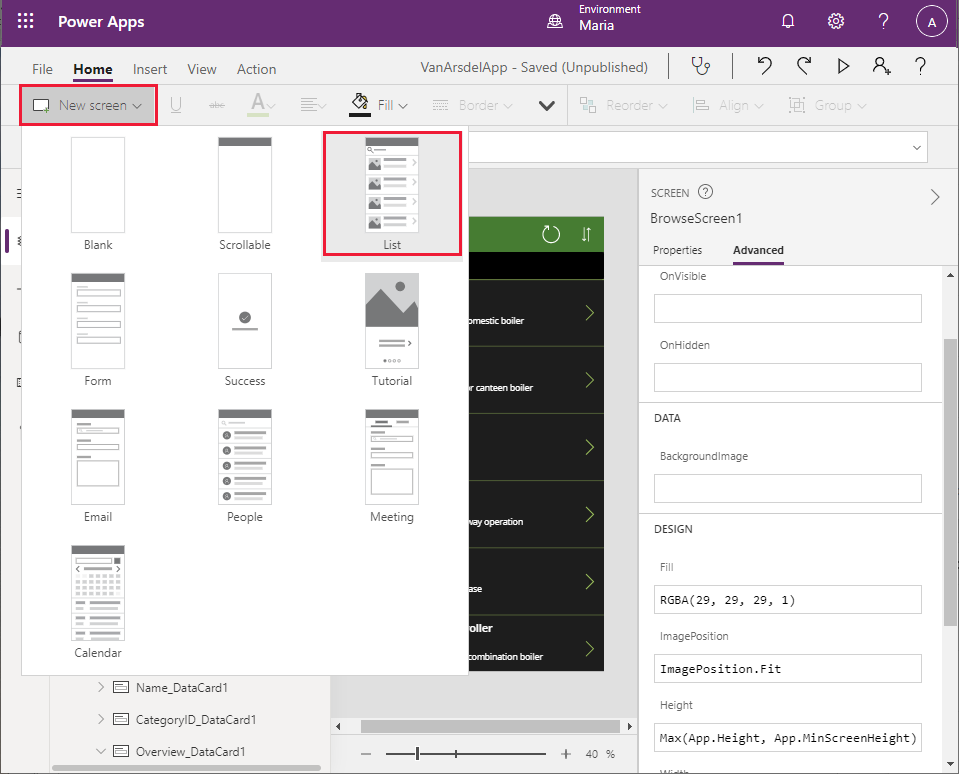 Power Apps
Environment
Maria
A
File Home Insert View Action
VanArsdelApp - Saved (Unpublished)
New screen
U abc A Fill Border Reorder Align Group
Blank Scrollable List
Form Success Tutorial
Email People Meeting
Calendar
omestic boiler
or canteen boiler
way operation
ase
oller
combination boiler
Name_DataCard1
CategoryID_DataCard1
Overview_DataCard1
40 %
SCREEN
BrowseScreen1
Properties Advanced
OnVisible
OnHidden
DATA
BackgroundImage
DESIGN
Fill
RGBA(29, 29, 29, 1)
ImagePosition
ImagePosition.Fit
Height
Max(App.Height, App.MinScreenHeight)
Width